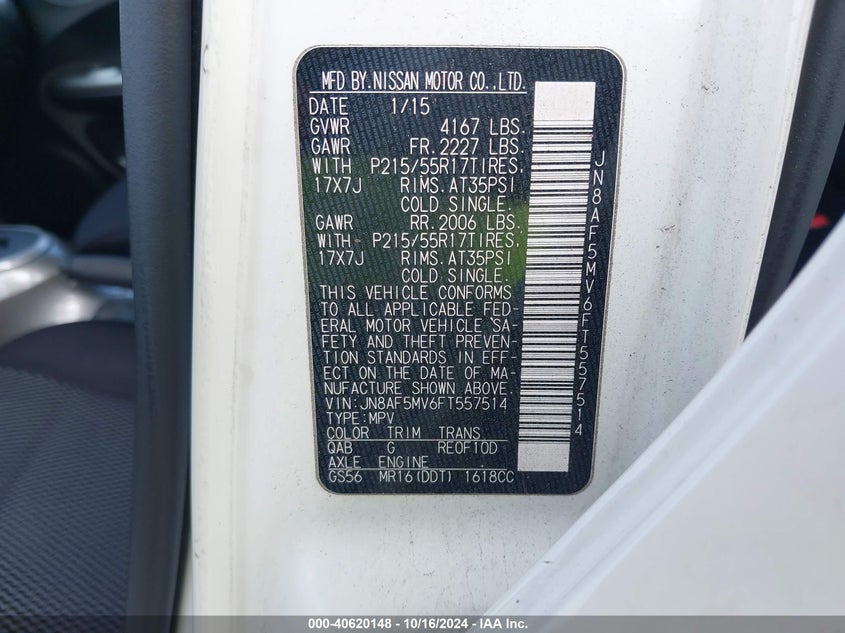 MFD BY.NISSAN MOTOR CO.,LTD.
DATE 1/15
GVWR 4167 LBS.
GAWR FR. 2227 LBS.
WITH P215/55R17TIRES,
17X7J RIMS. AT35PSI
COLD SINGLE.
GAWR RR. 2006 LBS.
WITH P215/55R17TIRES,
17X7J RIMS. AT35PSI
COLD SINGLE.
THIS VEHICLE CONFORMS
TO ALL APPLICABLE FED-
ERAL MOTOR VEHICLE SA-
FETY AND THEFT PREVEN-
TION STANDARDS IN EFF-
ECT ON THE DATE OF MA-
NUFACTURE SHOWN ABOVE.
VIN:JN8AF5MV6FT557514
TYPE:MPV
COLOR TRIM TRANS
QAB G RE0F10D
AXLE ENGINE
GS56 MR16(DDT) 1618CC
JN8AF5MV6FT557514
000-40620148 - 10/16/2024 - IAA Inc.